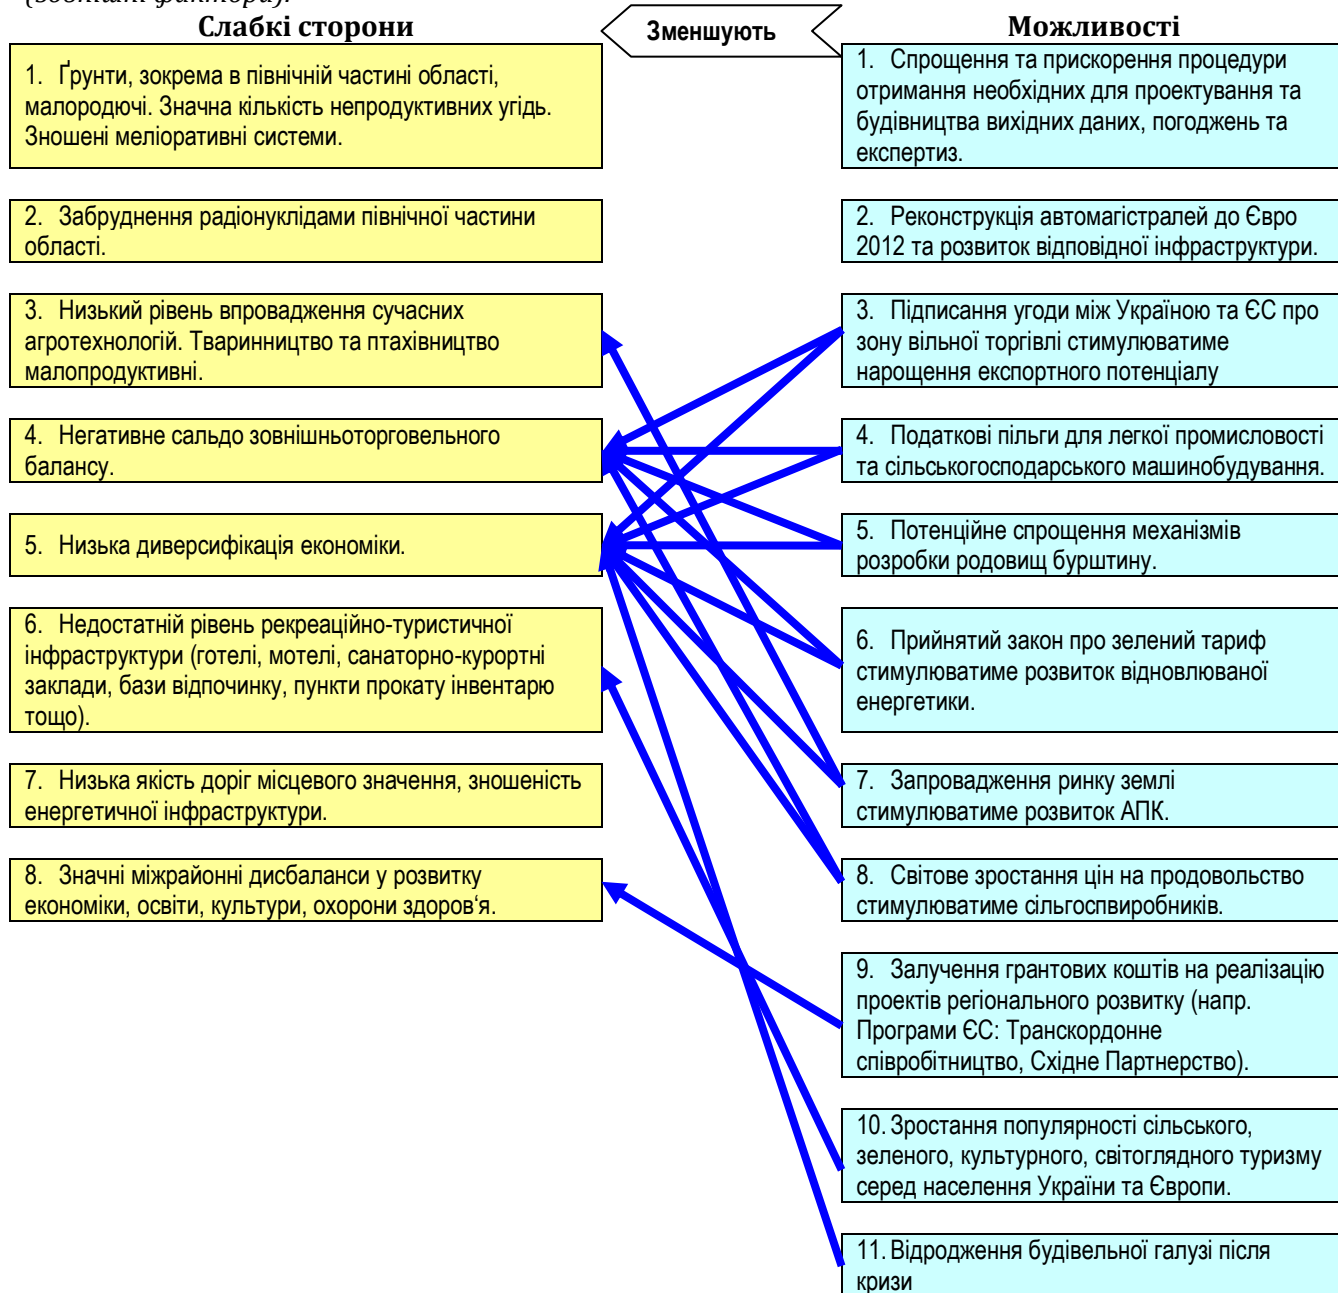 (зовнішні фактори).
Слабкі сторони
Зменшують
Можливості
1. Ґрунти, зокрема в північній частині області,
малородючі. Значна кількість непродуктивних угідь.
Зношені меліоративні системи.
2. Забруднення радіонуклідами північної частини
області.
3. Низький рівень впровадження сучасних
агротехнологій. Тваринництво та птахівництво
малопродуктивні.
4. Негативне сальдо зовнішньоторговельного
балансу.
5. Низька диверсифікація економіки.
6. Недостатній рівень рекреаційно-туристичної
інфраструктури (готелі, мотелі, санаторно-курортні
заклади, бази відпочинку, пункти прокату інвентарю
тощо).
7. Низька якість доріг місцевого значення, зношеність
енергетичної інфраструктури.
8. Значні міжрайонні дисбаланси у розвитку
економіки, освіти, культури, охорони здоров‘я.
1. Спрощення та прискорення процедури
отримання необхідних для проектування та
будівництва вихідних даних, погоджень та
експертиз.
2. Реконструкція автомагістралей до Євро
2012 та розвиток відповідної інфраструктури.
3. Підписання угоди між Україною та ЄС про
зону вільної торгівлі стимулюватиме
нарощення експортного потенціалу
4. Податкові пільги для легкої промисловості
та сільськогосподарського машинобудування.
5. Потенційне спрощення механізмів
розробки родовищ бурштину.
6. Прийнятий закон про зелений тариф
стимулюватиме розвиток відновлюваної
енергетики.
7. Запровадження ринку землі
стимулюватиме розвиток АПК.
8. Світове зростання цін на продовольство
стимулюватиме сільгоспвиробників.
9. Залучення грантових коштів на реалізацію
проектів регіонального розвитку (напр.
Програми ЄС: Транскордонне
співробітництво, Східне Партнерство).
10. Зростання популярності сільського,
зеленого, культурного, світоглядного туризму
серед населення України та Європи.
11. Відродження будівельної галузі після
кризи